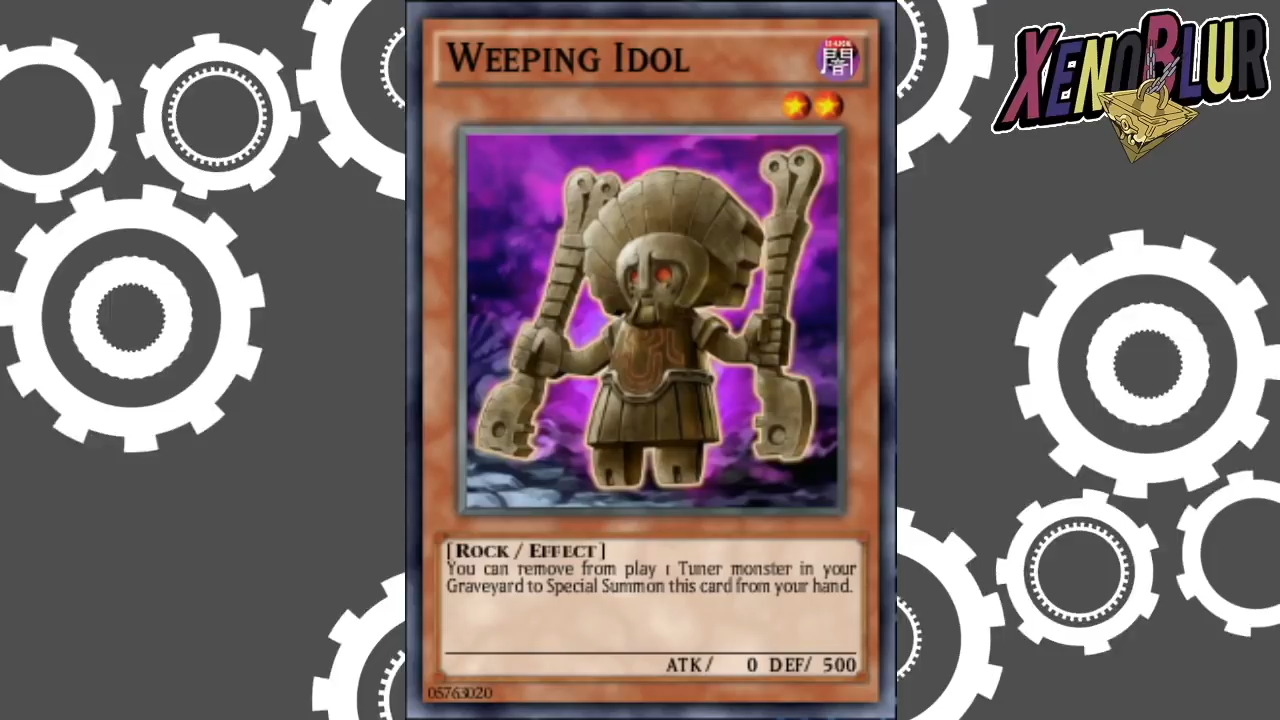 WEEPING IDOL
XENOBLUR
闇
[ROCK / EFFECT]
You can remove from play 1 Tuner monster in your
Graveyard to Special Summon this card from your hand.
ATK/ 0 DEF/ 500
05763020